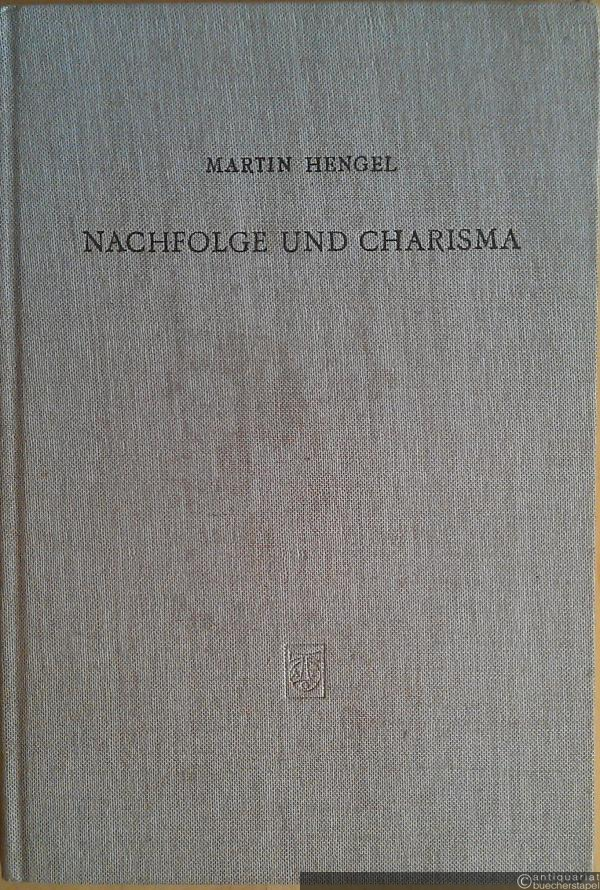 MARTIN HENGEL
NACHFOLGE UND CHARISMA
©antiquariat
buecherstapel